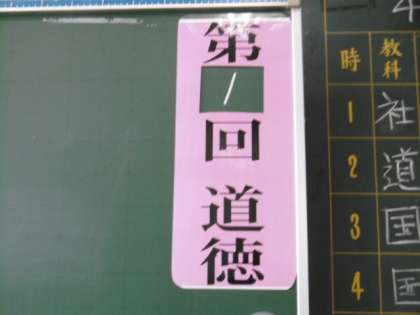 第1回 道徳
時 教科
1 社
2 道
3 国
4 国